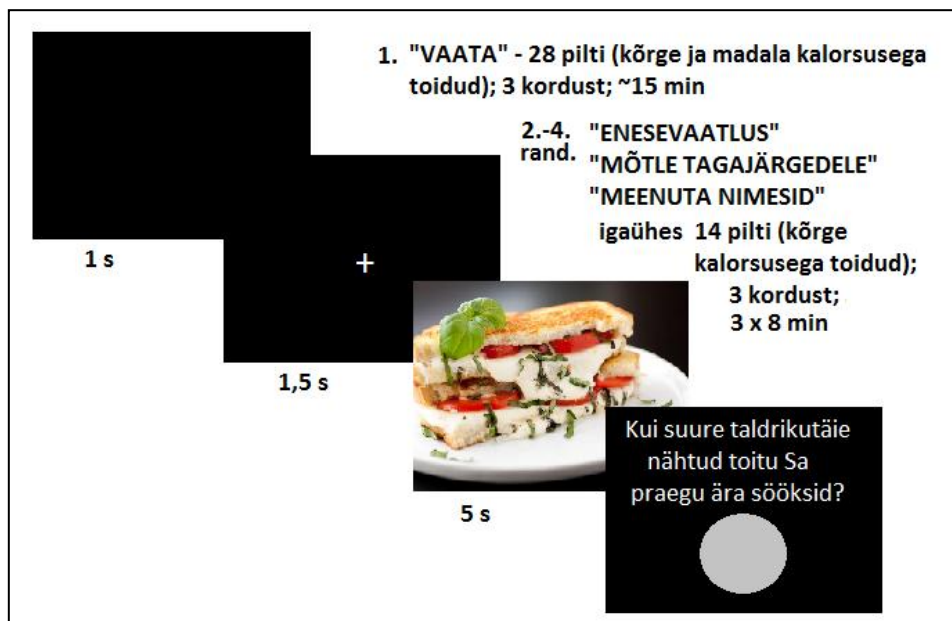 1. "VAATA" - 28 pilti (kõrge ja madala kalorsusega
toidud); 3 kordust; ~15 min
2.-4. "ENESEVAATLUS"
rand. "MÕTLE TAGAJÄRGEDELE"
"MEENUTA NIMESID"
igaühes 14 pilti (kõrge
kalorsusega toidud);
3 kordust;
3 x 8 min
1 s
+
1,5 s
5 s
Kui suure taldrikutäie
nähtud toitu Sa
praegu ära sööksid?